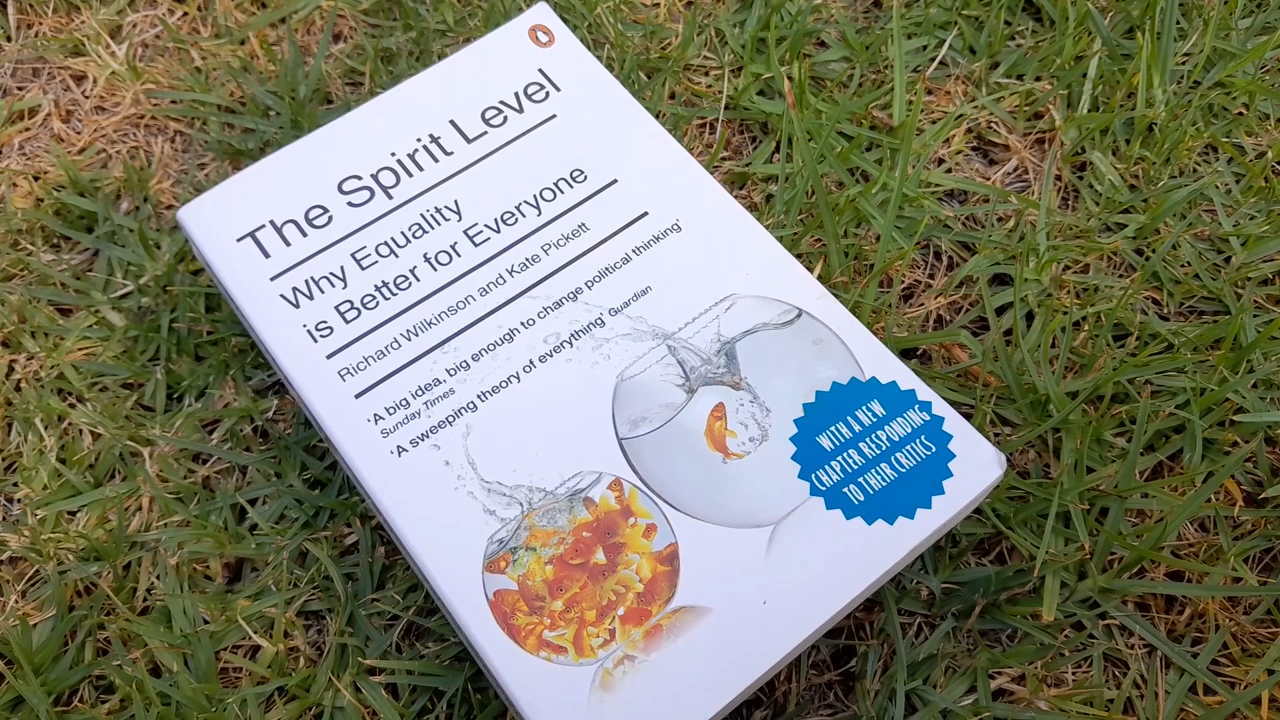 The Spirit Level
Why Equality
is Better for Everyone
Richard Wilkinson and Kate Pickett
'A big idea, big enough to change political thinking'
Sunday Times
'A sweeping theory of everything' Guardian
WITH A NEW
CHAPTER RESPONDING
TO THEIR CRITICS